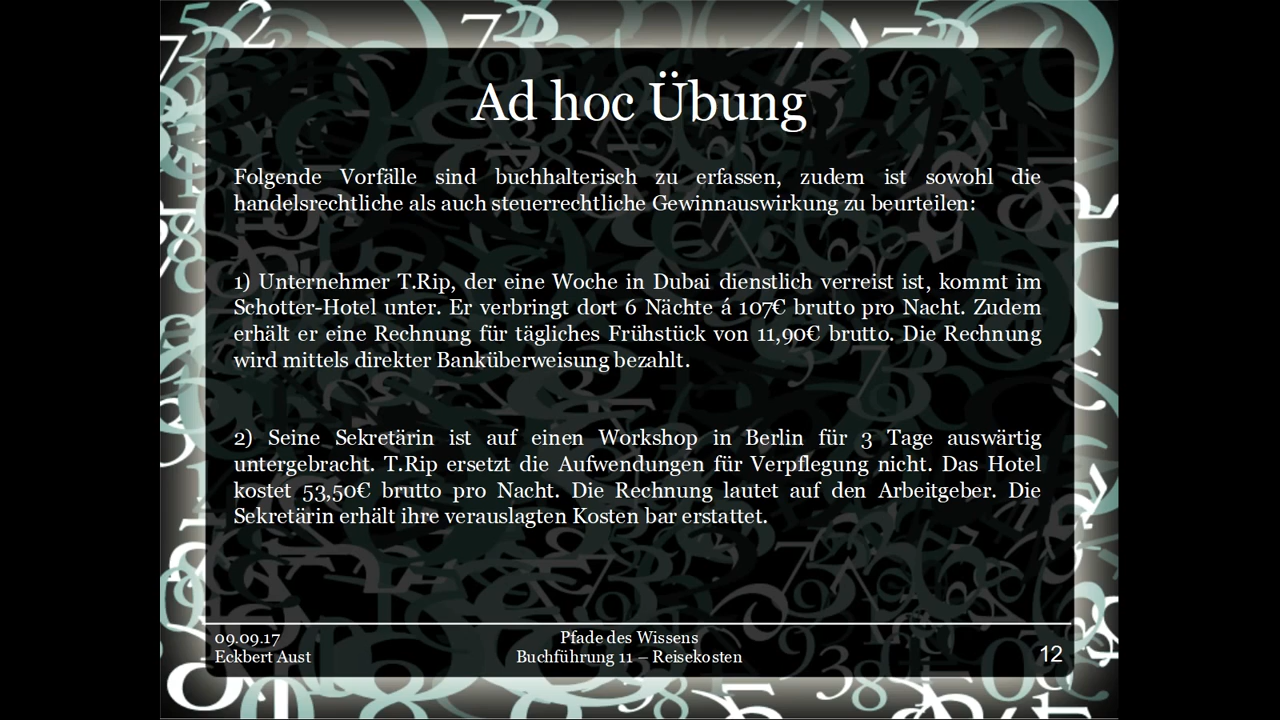 Ad hoc Übung
Folgende Vorfälle sind buchhalterisch zu erfassen, zudem ist sowohl die
handelsrechtliche als auch steuerrechtliche Gewinnauswirkung zu beurteilen:
1) Unternehmer T.Rip, der eine Woche in Dubai dienstlich verreist ist, kommt im
Schotter-Hotel unter. Er verbringt dort 6 Nächte á 107€ brutto pro Nacht. Zudem
erhält er eine Rechnung für tägliches Frühstück von 11,90€ brutto. Die Rechnung
wird mittels direkter Banküberweisung bezahlt.
2) Seine Sekretärin ist auf einen Workshop in Berlin für 3 Tage auswärtig
untergebracht. T.Rip ersetzt die Aufwendungen für Verpflegung nicht. Das Hotel
kostet 53,50€ brutto pro Nacht. Die Rechnung lautet auf den Arbeitgeber. Die
Sekretärin erhält ihre verauslagten Kosten bar erstattet.
09.09.17
Eckbert Aust
Pfade des Wissens
Buchführung 11 – Reisekosten
12